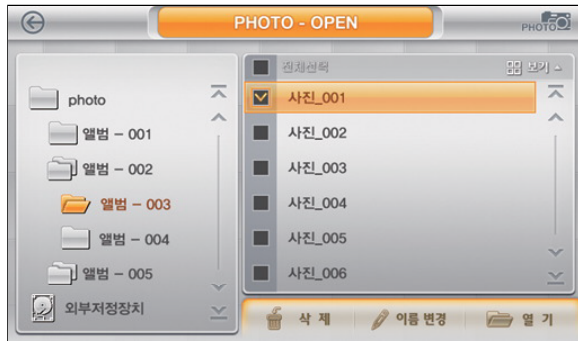 PHOTO - OPEN
PHOTO
photo
앨범 - 001
앨범 - 002
앨범 - 003
앨범 - 004
앨범 - 005
외부저정장치
전체선택
보기
사진_001
사진_002
사진_003
사진_004
사진_005
사진_006
삭 제
이름 변경
열 기